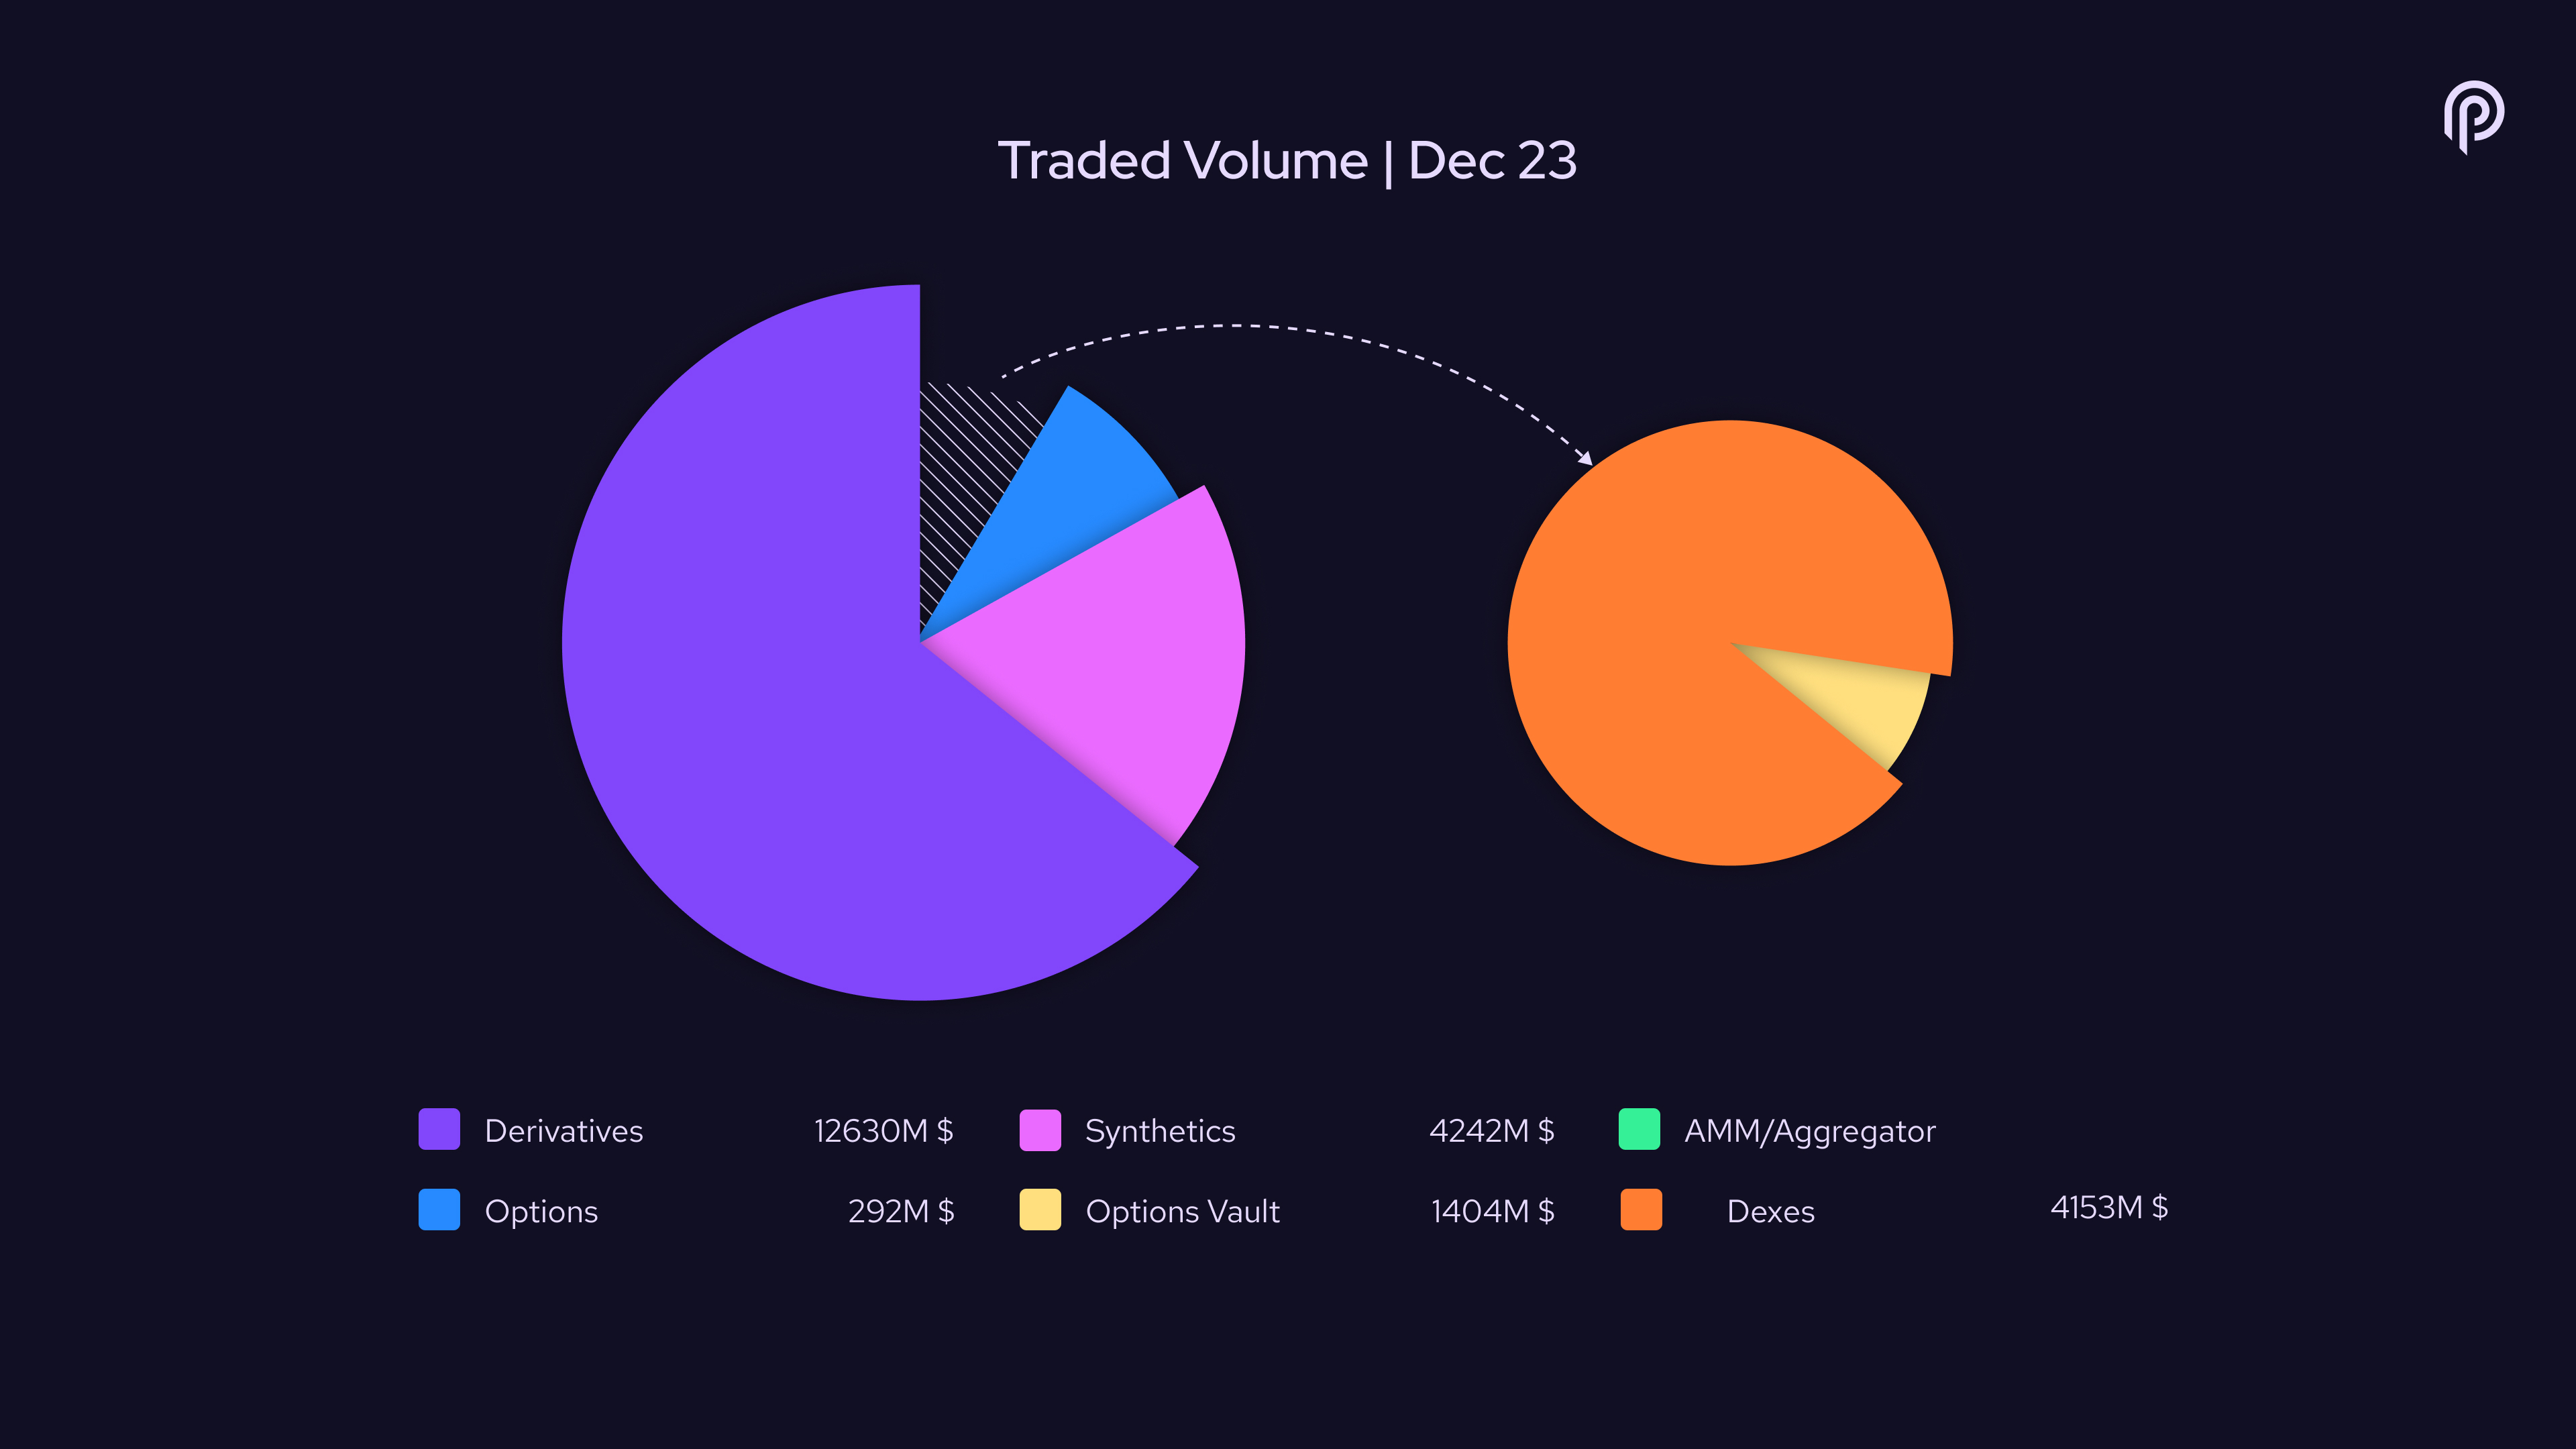 Traded Volume | Dec 23
Derivatives 12630M $ Synthetics 4242M $ AMM/Aggregator
Options 292M $ Options Vault 1404M $ Dexes 4153M $